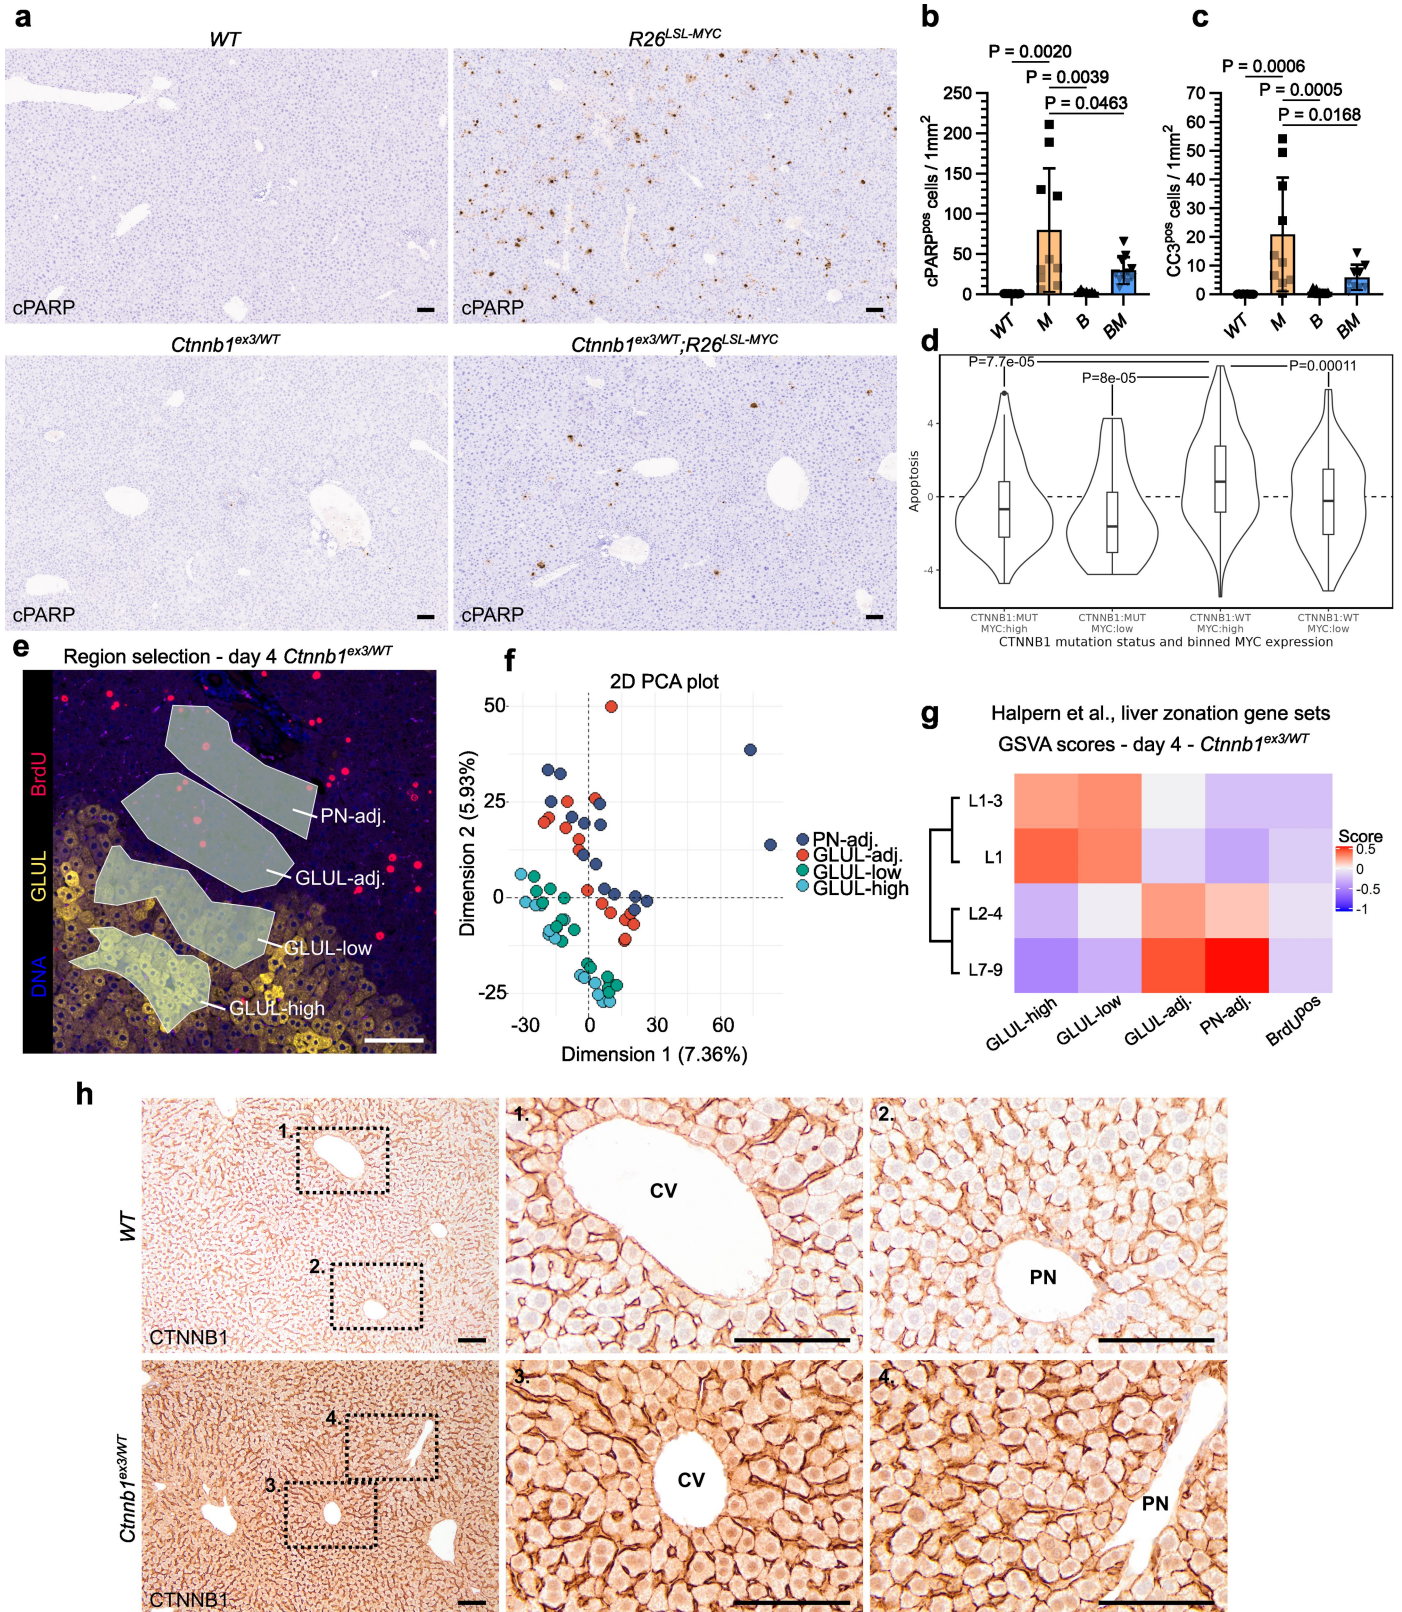 a
WT
R26LSL-MYC
cPARP
cPARP
Ctnnb1ex3/WT
Ctnnb1ex3/WT;R26LSL-MYC
cPARP
cPARP
b
P = 0.0020
P = 0.0039
P = 0.0463
cPARPpos cells / 1mm2
250
200
150
100
50
0
WT
M
B
BM
c
P = 0.0006
P = 0.0005
P = 0.0168
CC3pos cells / 1mm2
70
60
50
40
30
20
10
0
WT
M
B
BM
d
P=7.7e-05
P=8e-05
P=0.00011
Apoptosis
4
0
-4
CTNNB1:MUT
MYC:high
CTNNB1:MUT
MYC:low
CTNNB1:WT
MYC:high
CTNNB1:WT
MYC:low
CTNNB1 mutation status and binned MYC expression
e
Region selection - day 4 Ctnnb1ex3/WT
BrdU
GLUL
DNA
PN-adj.
GLUL-adj.
GLUL-low
GLUL-high
f
2D PCA plot
Dimension 2 (5.93%)
50
25
0
-25
-30
0
30
60
Dimension 1 (7.36%)
PN-adj.
GLUL-adj.
GLUL-low
GLUL-high
g
Halpern et al., liver zonation gene sets
GSVA scores - day 4 - Ctnnb1ex3/WT
L1-3
L1
L2-4
L7-9
GLUL-high
GLUL-low
GLUL-adj.
PN-adj.
BrdUpos
Score
0.5
0
-0.5
-1
h
WT
1.
2.
CTNNB1
1.
CV
2.
PN
Ctnnb1ex3/WT
4.
3.
CTNNB1
3.
CV
4.
PN